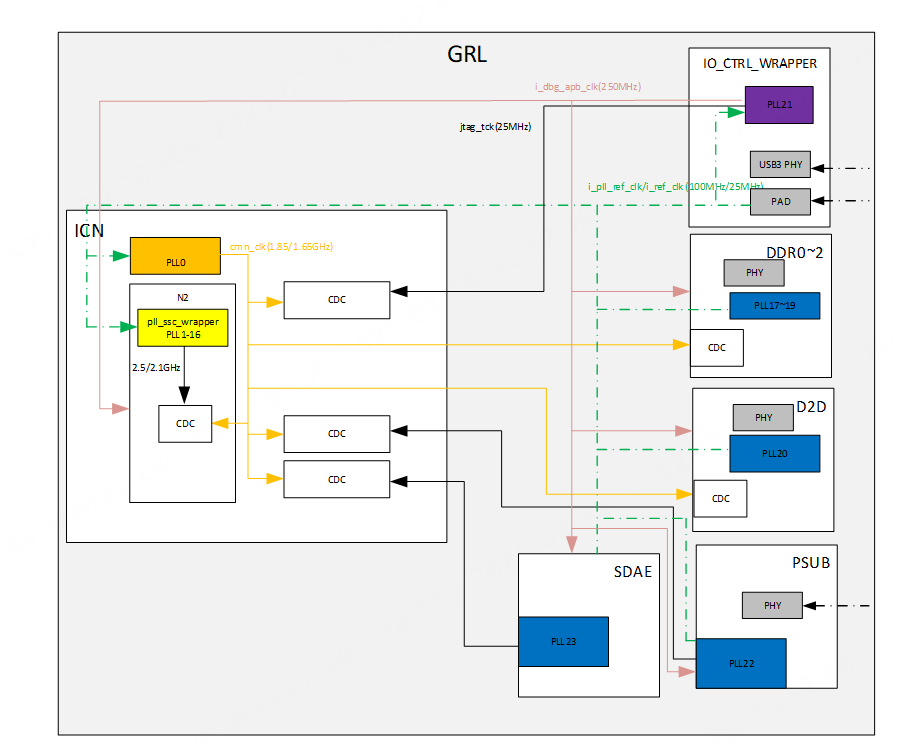 GRL
IO_CTRL_WRAPPER
i_dbg_apb_clk(250MHz)
PLL21
jtag_tck(25MHz)
USB3 PHY
i_pll_ref_clk/i_ref_clk(100MHz/25MHz)
PAD
ICN
cmn_clk(1.85/1.65GHz)
PLL0
DDR0~2
PHY
PLL17~19
CDC
N2
CDC
pll_ssc_wrapper
PLL1-16
2.5/2.1GHz
CDC
CDC
CDC
D2D
PHY
PLL20
CDC
SDAE
PLL23
PSUB
PHY
PLL22